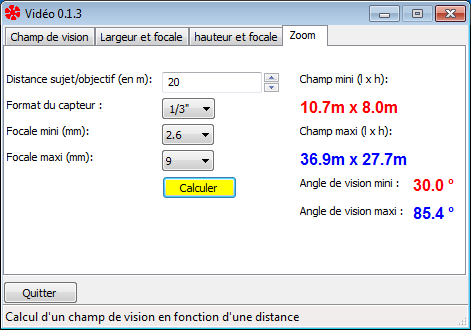 Vidéo 0.1.3
Champ de vision Largeur et focale hauteur et focale Zoom
Distance sujet/objectif (en m): 20 Champ mini (l x h):
Format du capteur : 1/3" 10.7m x 8.0m
Focale mini (mm): 2.6 Champ maxi (l x h):
Focale maxi (mm): 9 36.9m x 27.7m
Calculer Angle de vision mini : 30.0 °
Angle de vision maxi : 85.4 °
Quitter
Calcul d'un champ de vision en fonction d'une distance